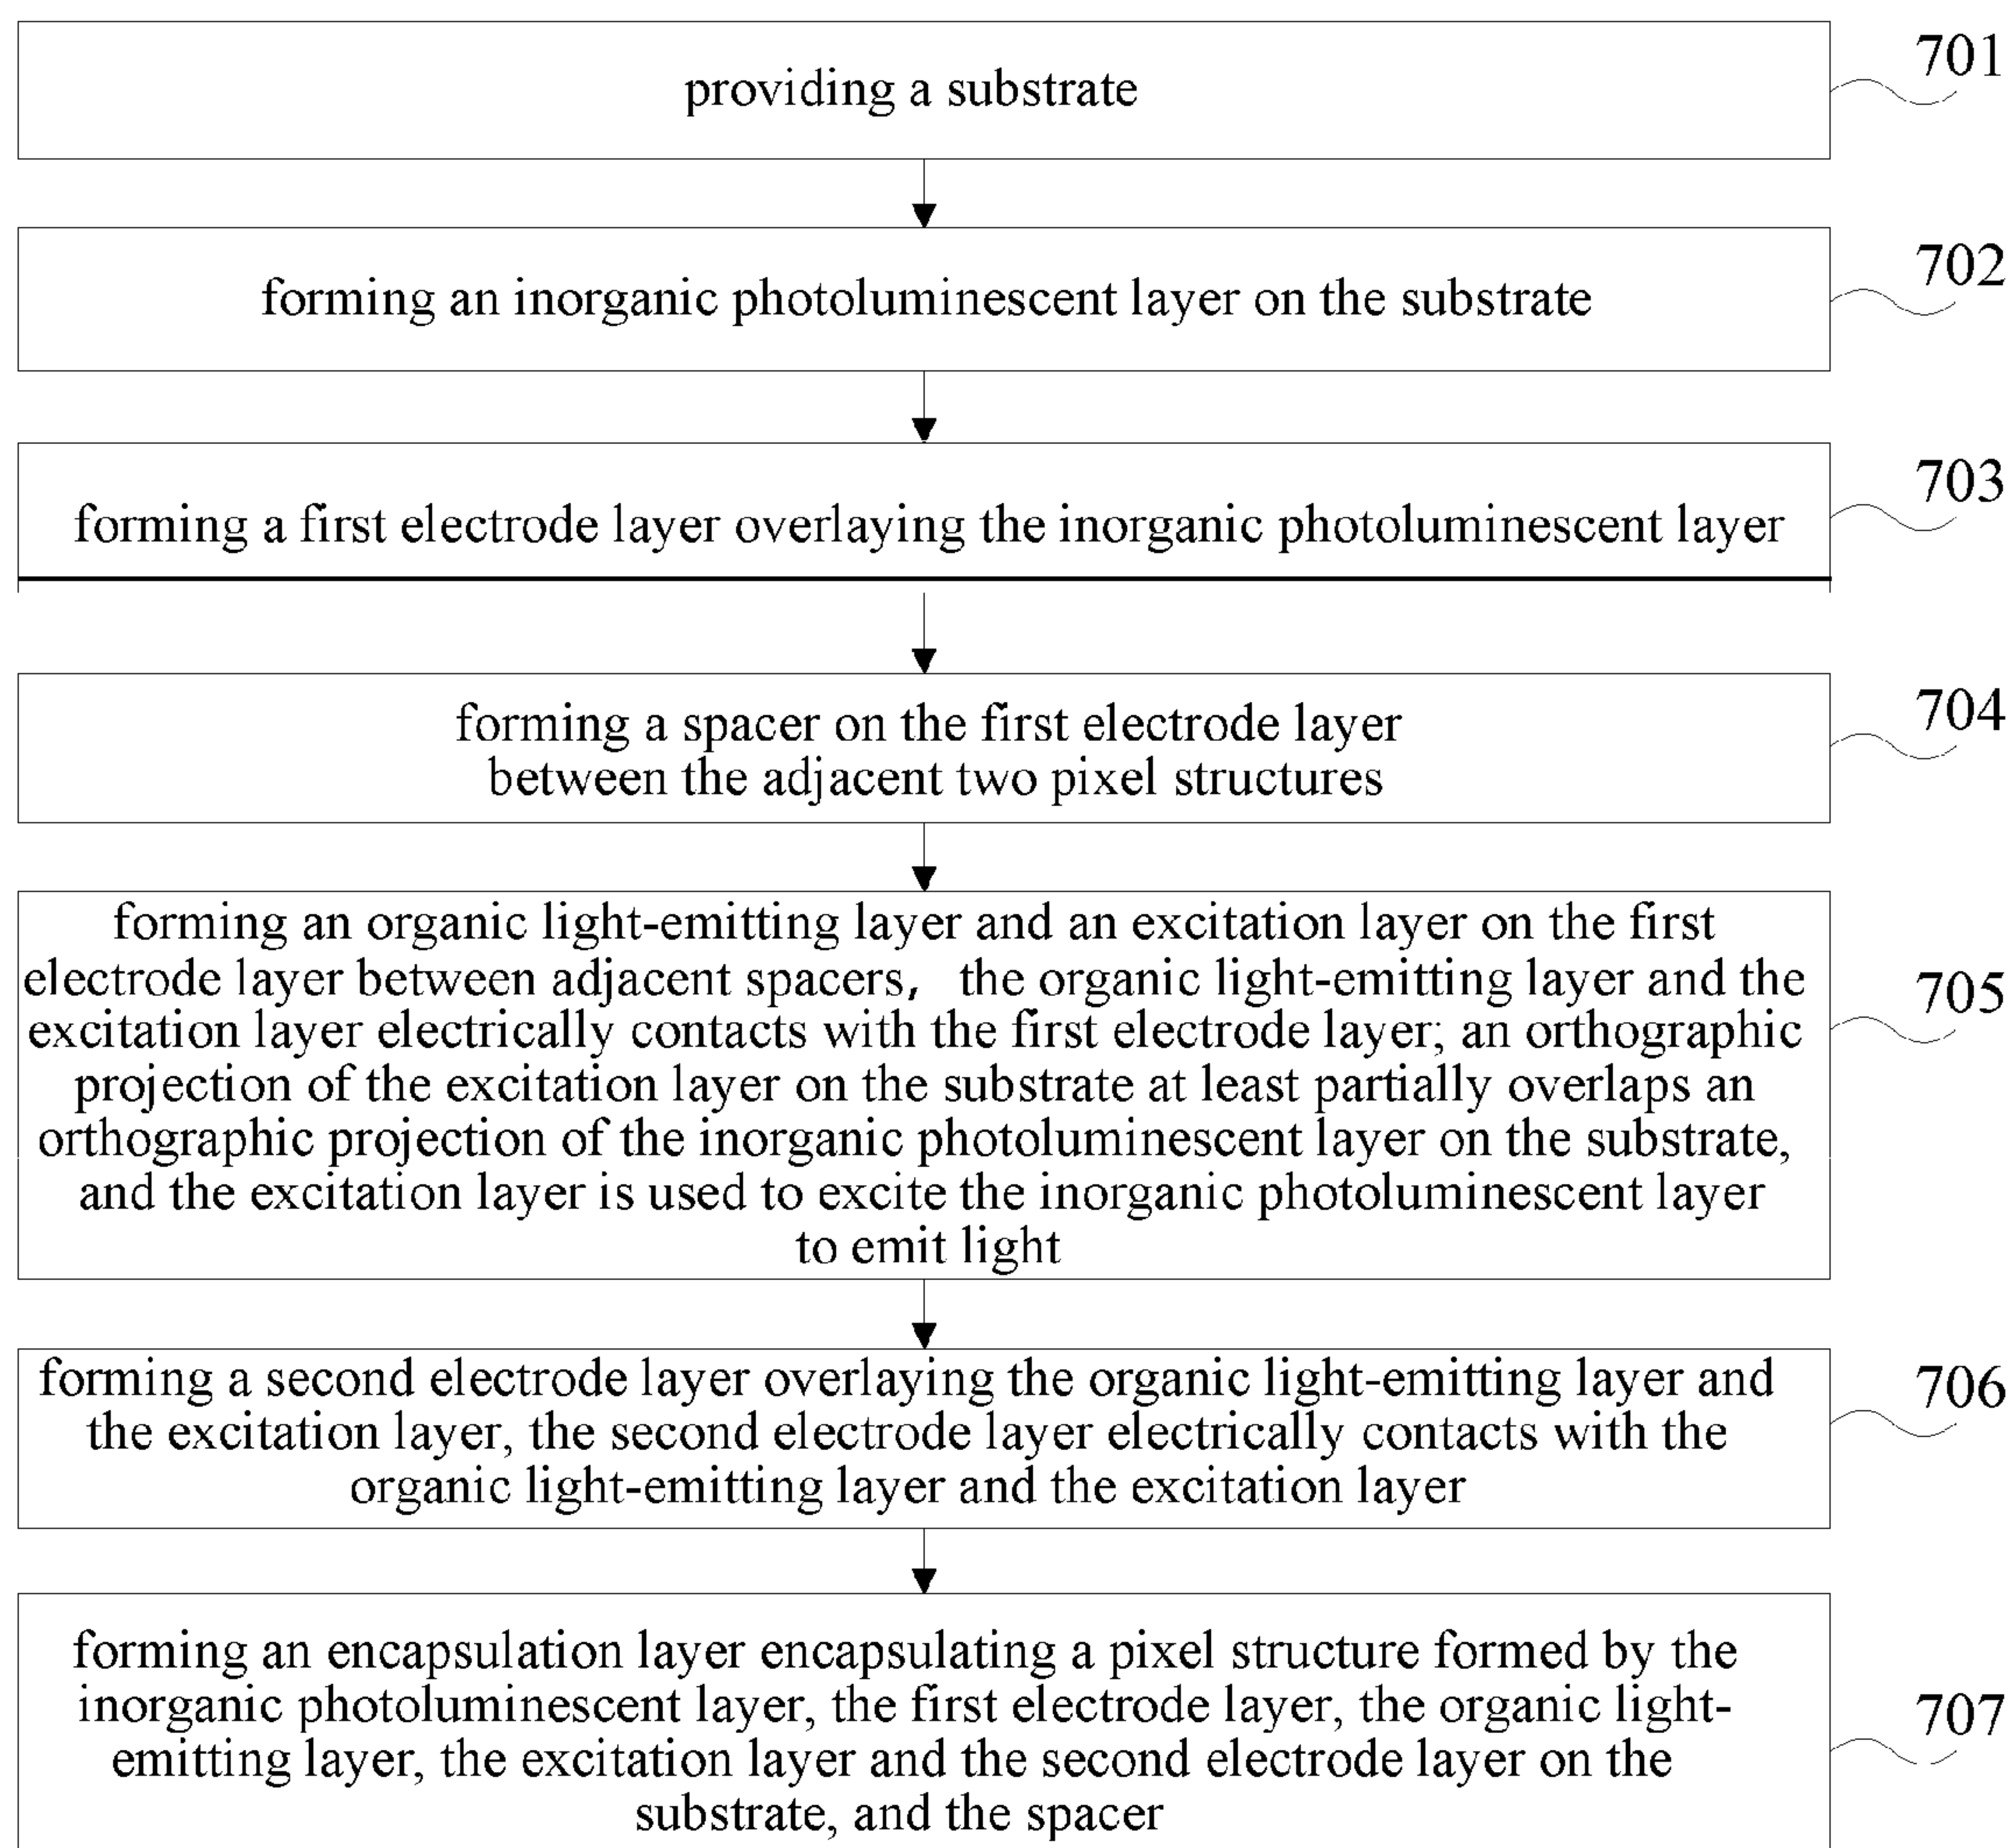 providing a substrate
701
forming an inorganic photoluminescent layer on the substrate
702
forming a first electrode layer overlaying the inorganic photoluminescent layer
703
forming a spacer on the first electrode layer
between the adjacent two pixel structures
704
forming an organic light-emitting layer and an excitation layer on the first
electrode layer between adjacent spacers, the organic light-emitting layer and the
excitation layer electrically contacts with the first electrode layer; an orthographic
projection of the excitation layer on the substrate at least partially overlaps an
orthographic projection of the inorganic photoluminescent layer on the substrate,
and the excitation layer is used to excite the inorganic photoluminescent layer
to emit light
705
forming a second electrode layer overlaying the organic light-emitting layer and
the excitation layer, the second electrode layer electrically contacts with the
organic light-emitting layer and the excitation layer
706
forming an encapsulation layer encapsulating a pixel structure formed by the
inorganic photoluminescent layer, the first electrode layer, the organic light-
emitting layer, the excitation layer and the second electrode layer on the
substrate, and the spacer
707